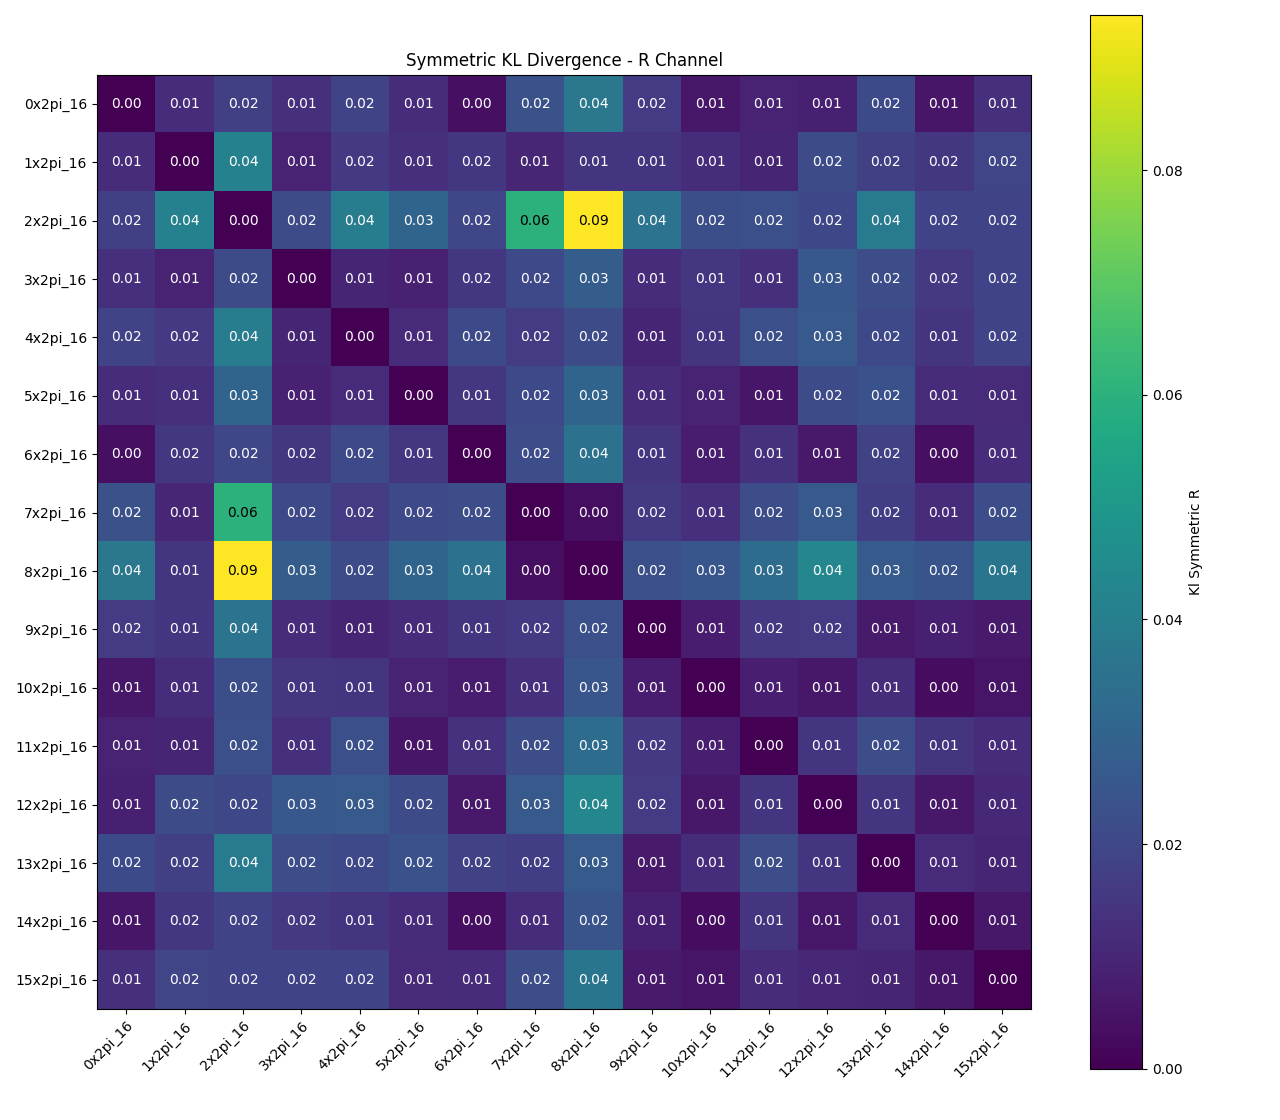 Symmetric KL Divergence - R Channel
0x2pi_16 0.00 0.01 0.02 0.01 0.02 0.01 0.00 0.02 0.04 0.02 0.01 0.01 0.01 0.02 0.01 0.01
1x2pi_16 0.01 0.00 0.04 0.01 0.02 0.01 0.02 0.01 0.01 0.01 0.01 0.01 0.02 0.02 0.02 0.02
2x2pi_16 0.02 0.04 0.00 0.02 0.04 0.03 0.02 0.06 0.09 0.04 0.02 0.02 0.02 0.04 0.02 0.02
3x2pi_16 0.01 0.01 0.02 0.00 0.01 0.01 0.02 0.02 0.03 0.01 0.01 0.01 0.03 0.02 0.02 0.02
4x2pi_16 0.02 0.02 0.04 0.01 0.00 0.01 0.02 0.02 0.02 0.01 0.01 0.02 0.03 0.02 0.01 0.02
5x2pi_16 0.01 0.01 0.03 0.01 0.01 0.00 0.01 0.02 0.03 0.01 0.01 0.01 0.02 0.02 0.01 0.01
6x2pi_16 0.00 0.02 0.02 0.02 0.02 0.01 0.00 0.02 0.04 0.01 0.01 0.01 0.01 0.02 0.00 0.01
7x2pi_16 0.02 0.01 0.06 0.02 0.02 0.02 0.02 0.00 0.00 0.02 0.01 0.02 0.03 0.02 0.01 0.02
8x2pi_16 0.04 0.01 0.09 0.03 0.02 0.03 0.04 0.00 0.00 0.02 0.03 0.03 0.04 0.03 0.02 0.04
9x2pi_16 0.02 0.01 0.04 0.01 0.01 0.01 0.01 0.02 0.02 0.00 0.01 0.02 0.02 0.01 0.01 0.01
10x2pi_16 0.01 0.01 0.02 0.01 0.01 0.01 0.01 0.01 0.03 0.01 0.00 0.01 0.01 0.01 0.00 0.01
11x2pi_16 0.01 0.01 0.02 0.01 0.02 0.01 0.01 0.02 0.03 0.02 0.01 0.00 0.01 0.02 0.01 0.01
12x2pi_16 0.01 0.02 0.02 0.03 0.03 0.02 0.01 0.03 0.04 0.02 0.01 0.01 0.00 0.01 0.01 0.01
13x2pi_16 0.02 0.02 0.04 0.02 0.02 0.02 0.02 0.02 0.03 0.01 0.01 0.02 0.01 0.00 0.01 0.01
14x2pi_16 0.01 0.02 0.02 0.02 0.01 0.01 0.00 0.01 0.02 0.01 0.00 0.01 0.01 0.01 0.00 0.01
15x2pi_16 0.01 0.02 0.02 0.02 0.02 0.01 0.01 0.02 0.04 0.01 0.01 0.01 0.01 0.01 0.01 0.00
0x2pi_16 1x2pi_16 2x2pi_16 3x2pi_16 4x2pi_16 5x2pi_16 6x2pi_16 7x2pi_16 8x2pi_16 9x2pi_16 10x2pi_16 11x2pi_16 12x2pi_16 13x2pi_16 14x2pi_16 15x2pi_16
0.08
0.06
0.04
0.02
0.00
Kl Symmetric R